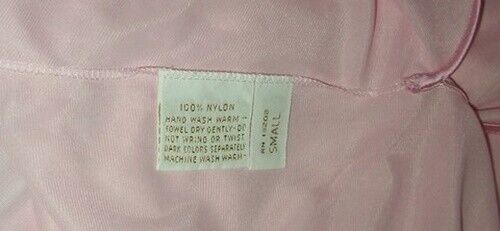 100% NYLON
HAND WASH WARM -
TOWEL DRY GENTLY - DO
NOT WRING OR TWIST
DARK COLORS SEPARATELY
MACHINE WASH WARM -
SMALL